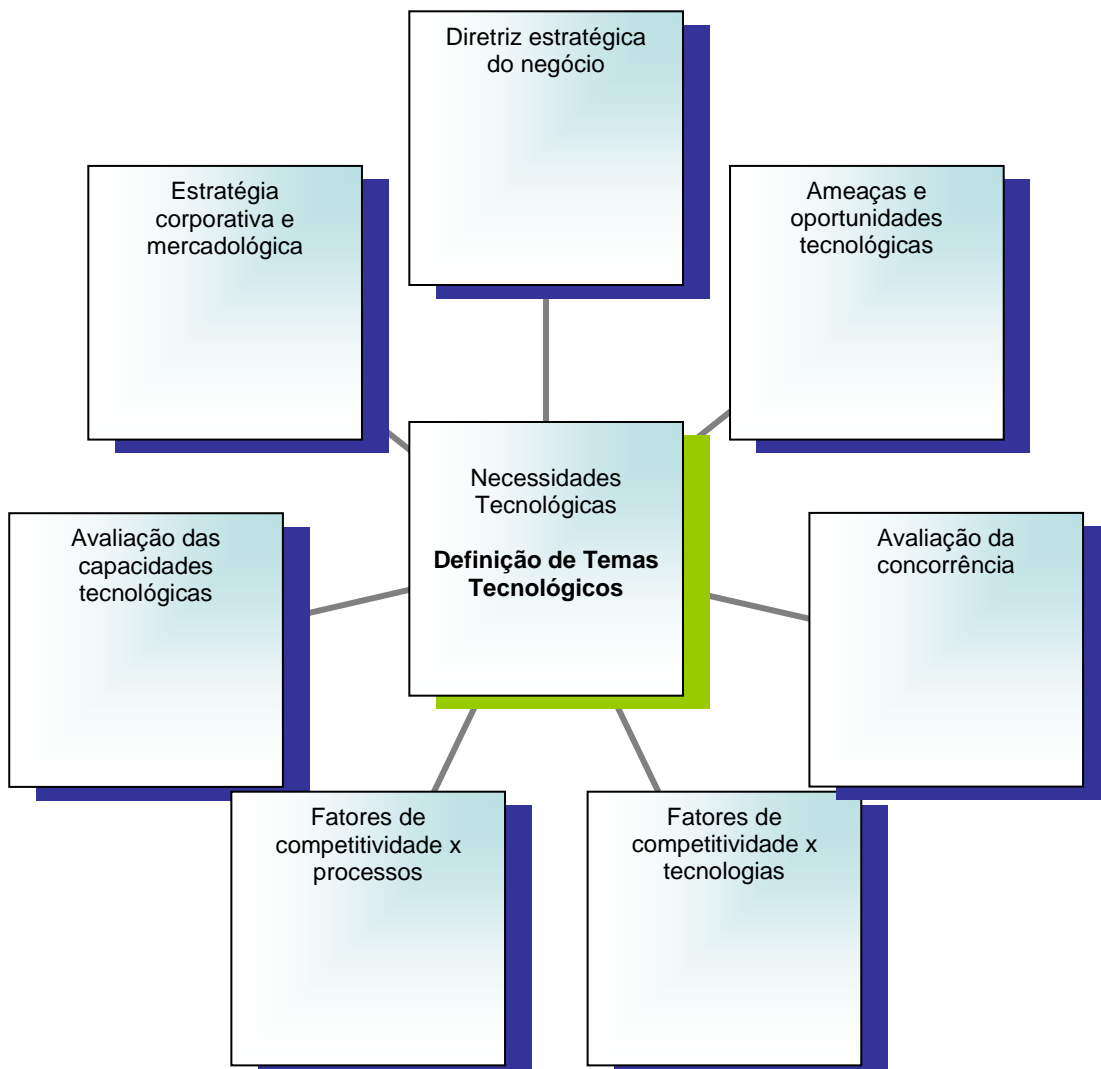 Diretriz estratégica
do negócio
Estratégia
corporativa e
mercadológica
Ameaças e
oportunidades
tecnológicas
Necessidades
Tecnológicas
Definição de Temas
Tecnológicos
Avaliação das
capacidades
tecnológicas
Avaliação da
concorrência
Fatores de
competitividade x
processos
Fatores de
competitividade x
tecnologias